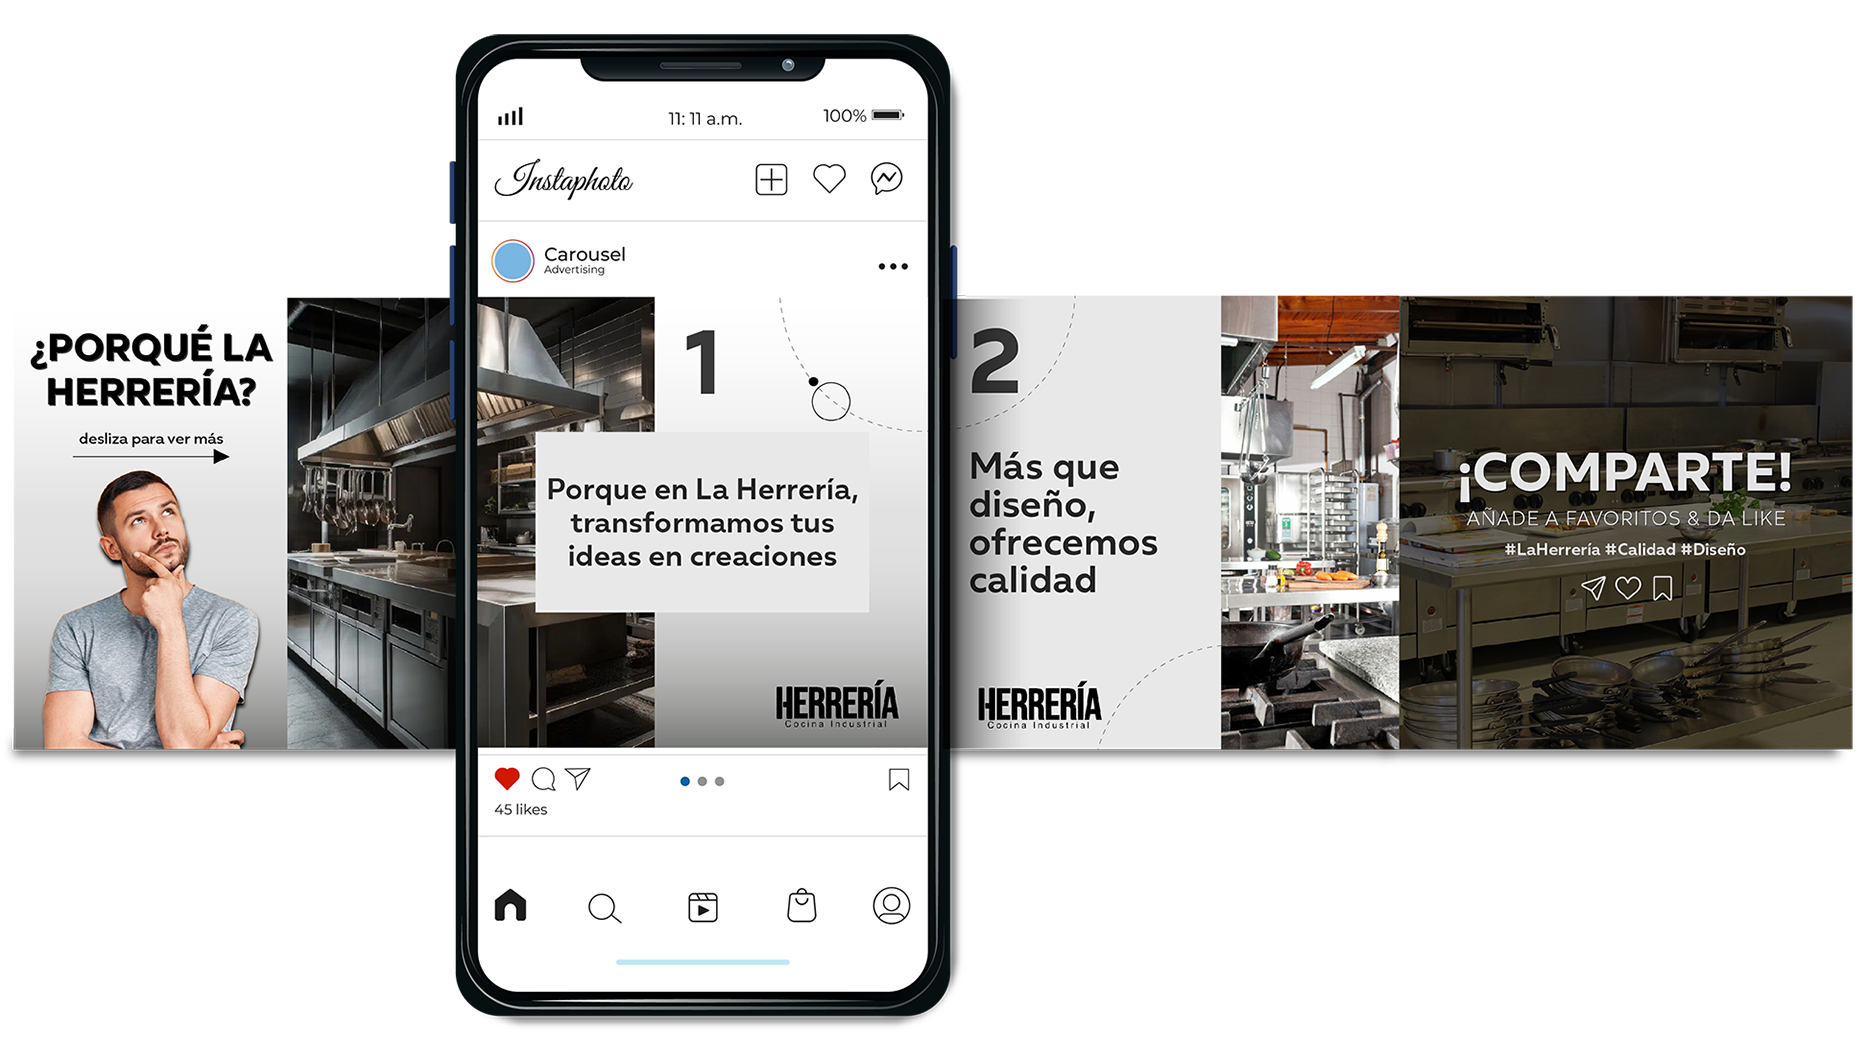 11: 11 a.m.
100%
Instaphoto
Carousel
Advertising
¿PORQUÉ LA
HERRERÍA?
desliza para ver más
1
Porque en La Herrería,
transformamos tus
ideas en creaciones
HERRERÍA
Cocina Industrial
2
Más que
diseño,
ofrecemos
calidad
HERRERÍA
Cocina Industrial
¡COMPARTE!
AÑADE A FAVORITOS & DA LIKE
#LaHerrería #Calidad #Diseño
45 likes